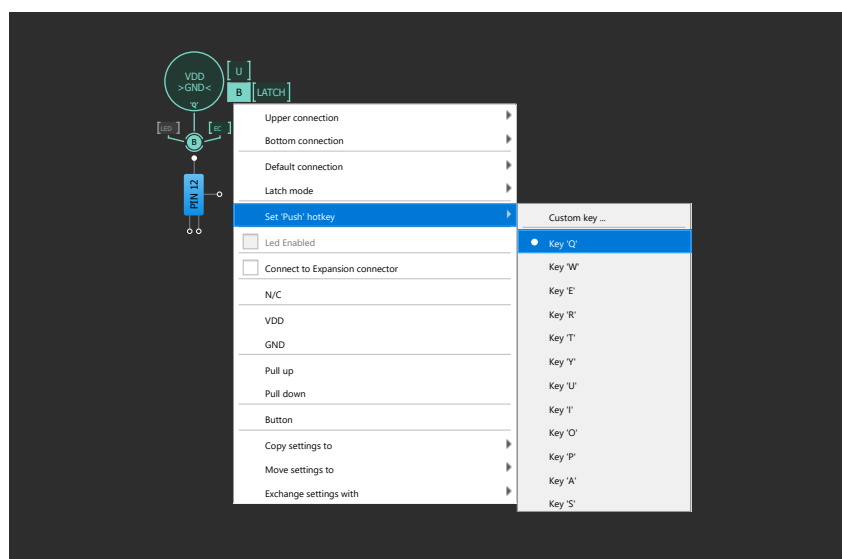 VDD
>GND<
'Q'
[ U ]
B [LATCH]
[LED] [EC]
B
PIN 12
Upper connection
Bottom connection
Default connection
Latch mode
Set 'Push' hotkey
Led Enabled
Connect to Expansion connector
N/C
VDD
GND
Pull up
Pull down
Button
Copy settings to
Move settings to
Exchange settings with
Custom key ...
Key 'Q'
Key 'W'
Key 'E'
Key 'R'
Key 'T'
Key 'Y'
Key 'U'
Key 'I'
Key 'O'
Key 'P'
Key 'A'
Key 'S'